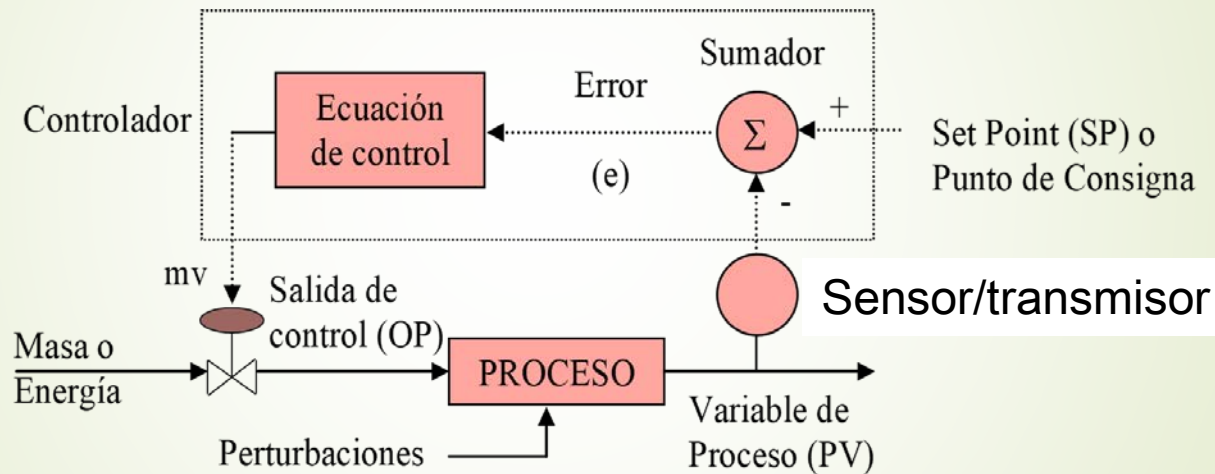 Sumador
Controlador
Ecuación
de control
Error
(e)
Σ
+
-
Set Point (SP) o
Punto de Consigna
mv
Salida de
control (OP)
Sensor/transmisor
Masa o
Energía
PROCESO
Variable de
Proceso (PV)
Perturbaciones